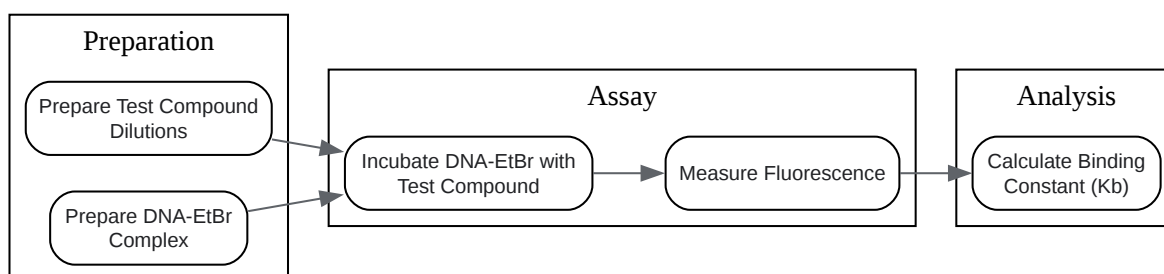 Preparation
Prepare Test Compound
Dilutions
Prepare DNA-EtBr
Complex
Assay
Incubate DNA-EtBr with
Test Compound
Measure Fluorescence
Analysis
Calculate Binding
Constant (Kb)